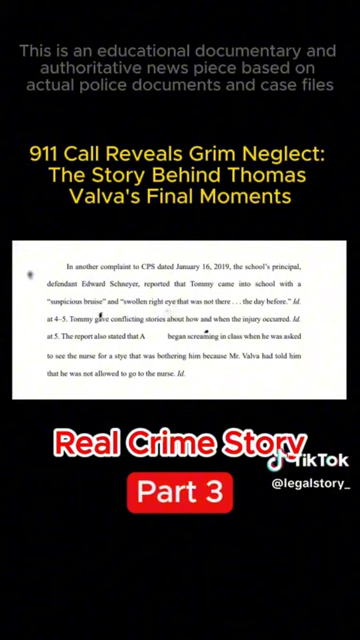 This is an educational documentary and
authoritative news piece based on
actual police documents and case files
911 Call Reveals Grim Neglect:
The Story Behind Thomas
Valva's Final Moments
In another complaint to CPS dated January 16, 2019, the school's principal,
defendant Edward Schneyer, reported that Tommy came into school with a
"suspicious bruise" and "swollen right eye that was not there . . . the day before." Id.
at 4–5. Tommy gave conflicting stories about how and when the injury occurred. Id.
at 5. The report also stated that A began screaming in class when he was asked
to see the nurse for a stye that was bothering him because Mr. Valva had told him
that he was not allowed to go to the nurse. Id.
Real Crime Story
TikTok
Part 3
@legalstory_